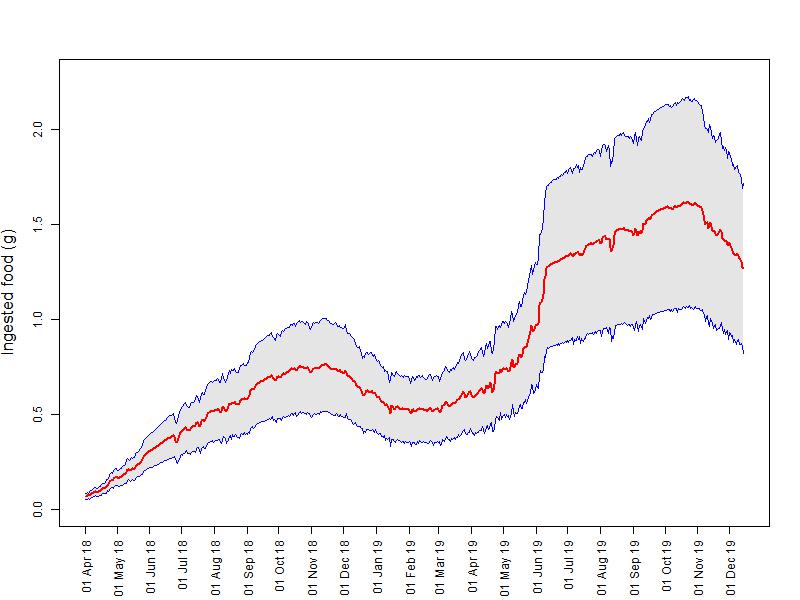 Ingested food (g)
2.0
1.5
1.0
0.5
0.0
01 Apr 18
01 May 18
01 Jun 18
01 Jul 18
01 Aug 18
01 Sep 18
01 Oct 18
01 Nov 18
01 Dec 18
01 Jan 19
01 Feb 19
01 Mar 19
01 Apr 19
01 May 19
01 Jun 19
01 Jul 19
01 Aug 19
01 Sep 19
01 Oct 19
01 Nov 19
01 Dec 19